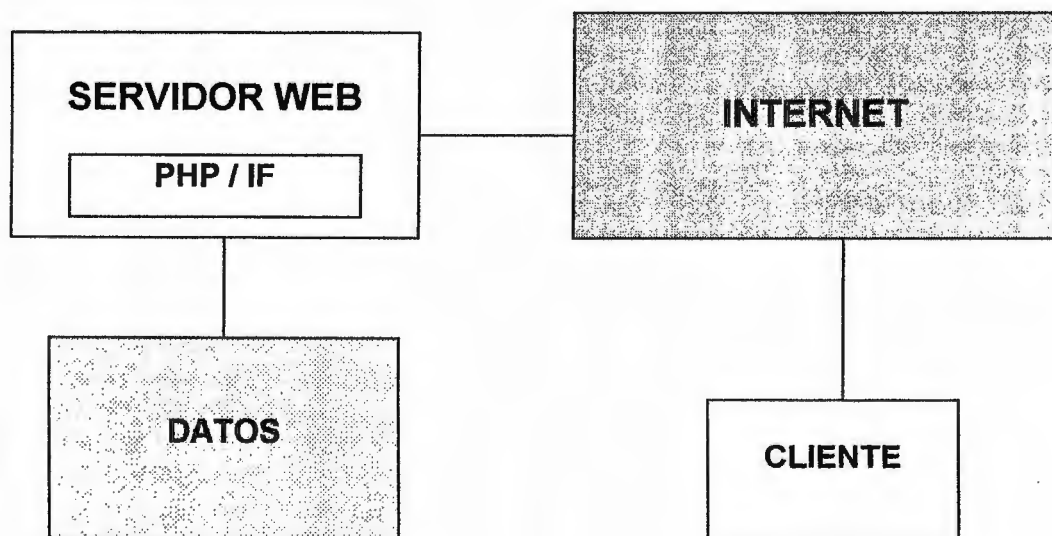 SERVIDOR WEB
PHP / IF
INTERNET
DATOS
CLIENTE